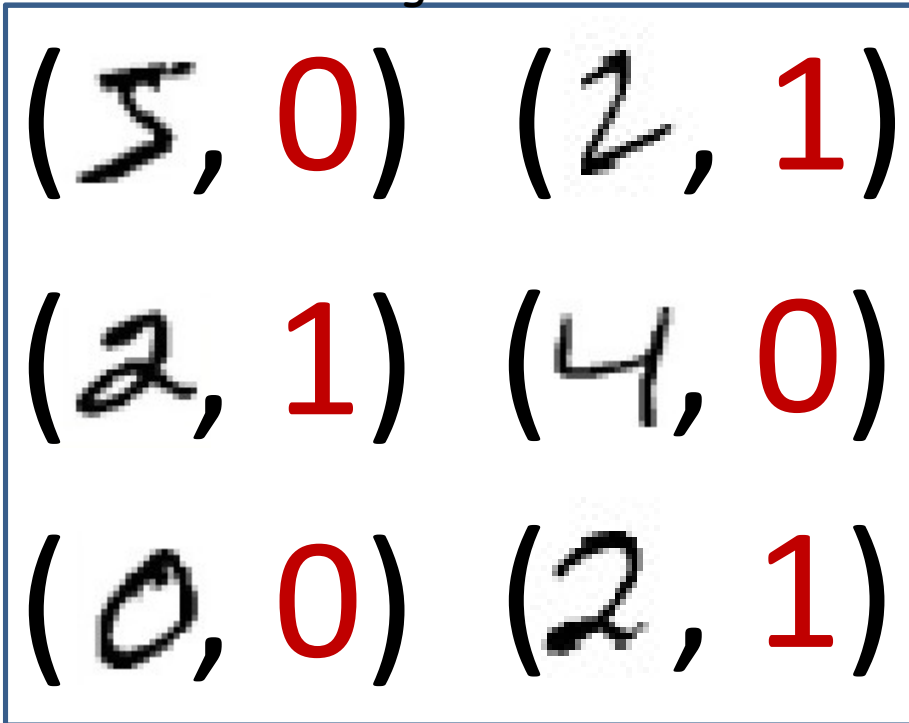 (5, 0) (2, 1)
(2, 1) (4, 0)
(0, 0) (2, 1)